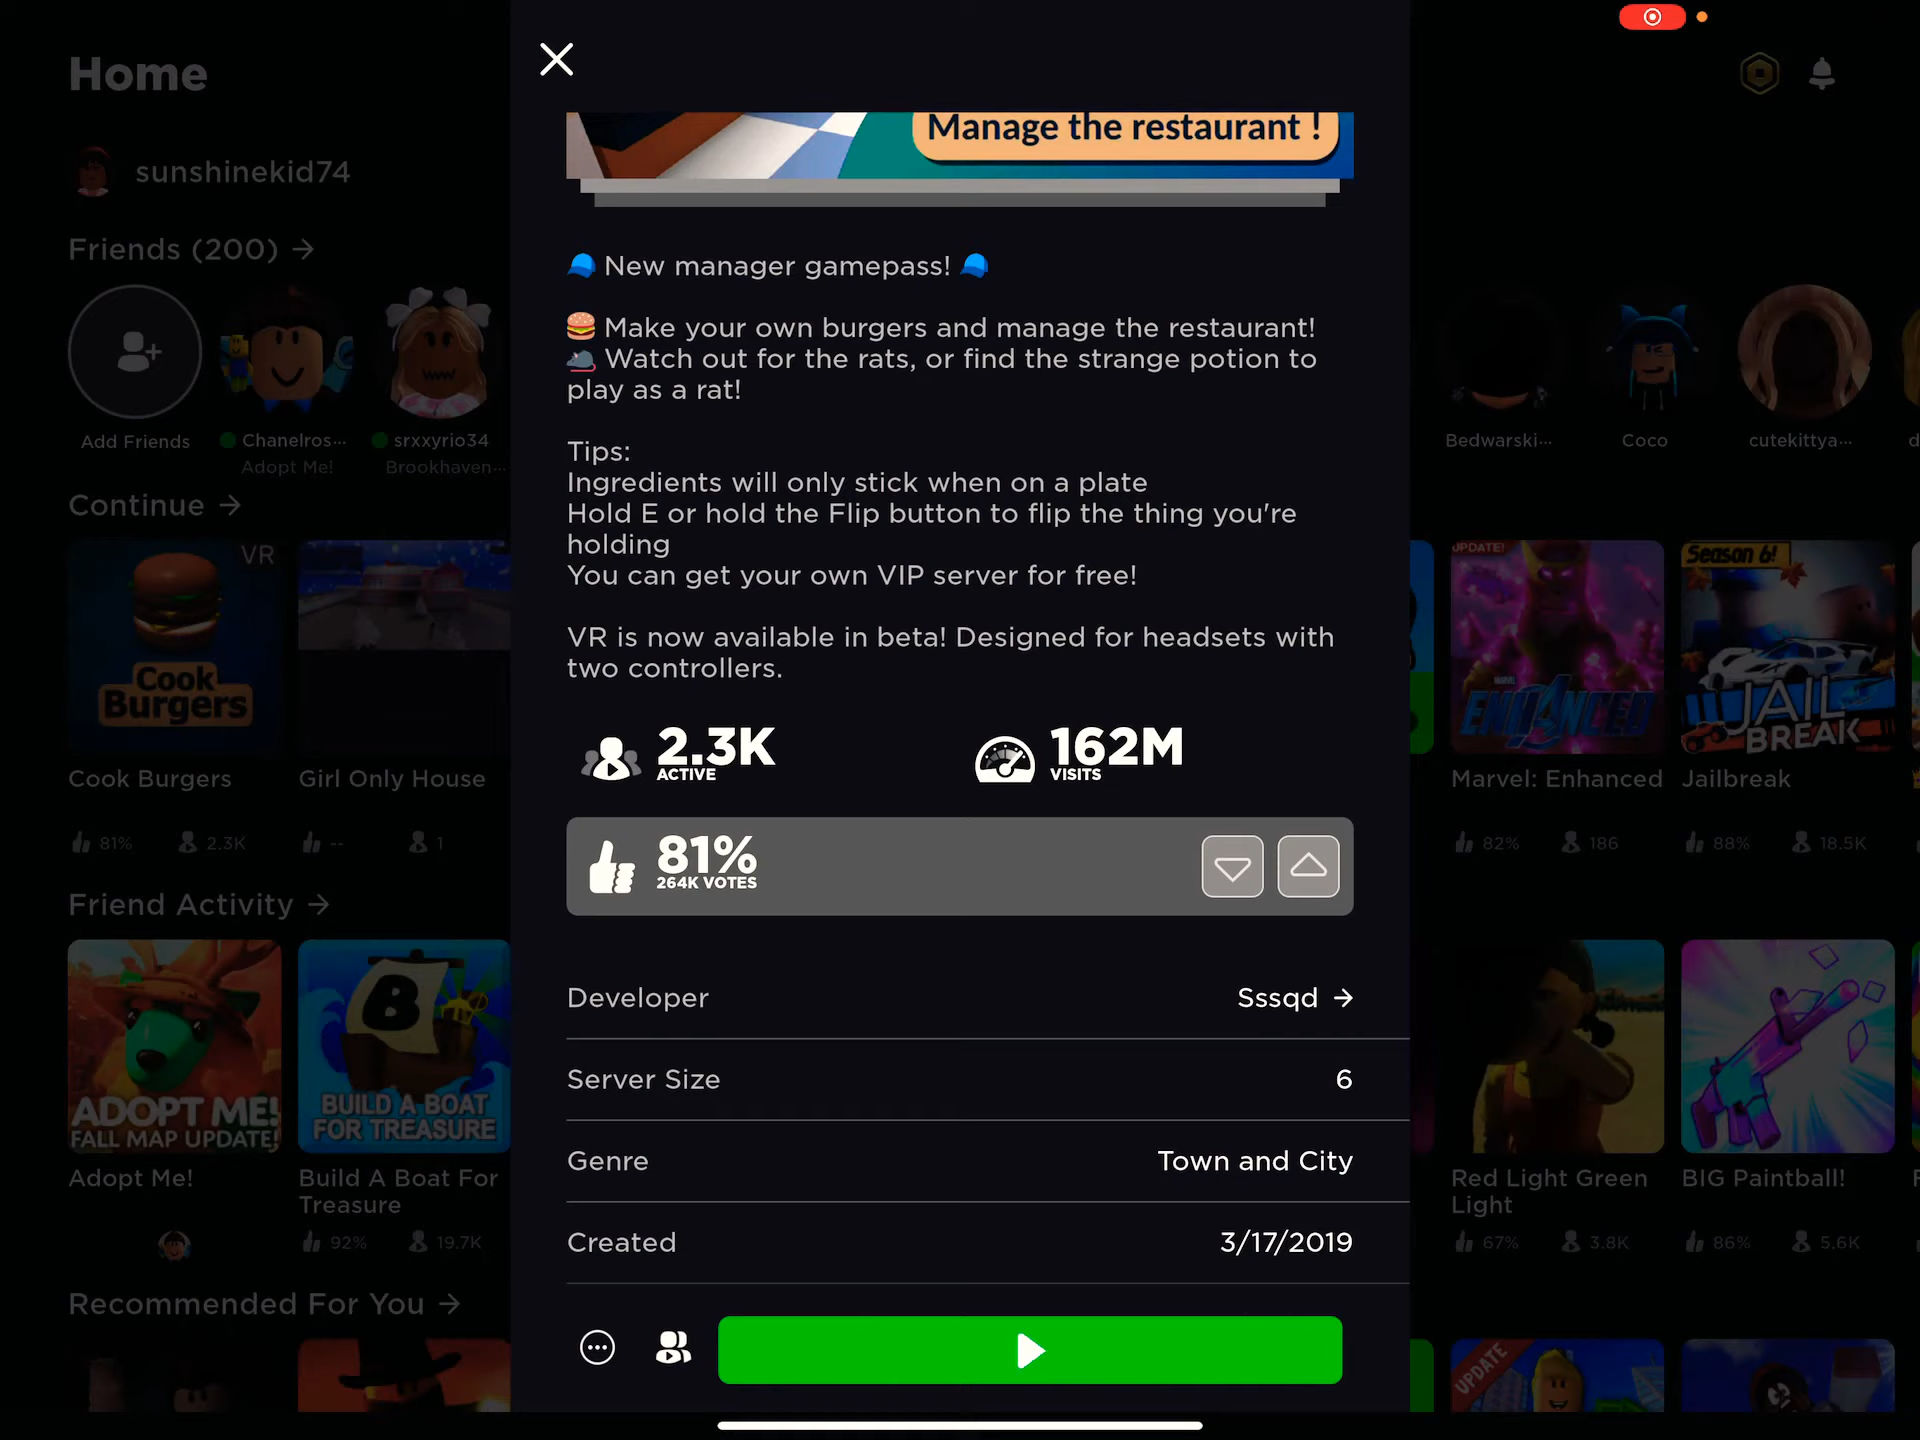 Home
sunshinekid74
Friends (200) →
Add Friends
Chanelros...
Adopt Me!
srxxyrio34
Brookhaven...
Continue →
VR
Cook
Burgers
Cook Burgers
81%
2.3K
Girl Only House
--
1
Friend Activity →
ADOPT ME!
FALL MAP UPDATE!
Adopt Me!
B
BUILD A BOAT
FOR TREASURE
Build A Boat For
Treasure
92%
19.7K
Recommended For You →
Manage the restaurant !
New manager gamepass!
Make your own burgers and manage the restaurant!
Watch out for the rats, or find the strange potion to
play as a rat!
Tips:
Ingredients will only stick when on a plate
Hold E or hold the Flip button to flip the thing you're
holding
You can get your own VIP server for free!
VR is now available in beta! Designed for headsets with
two controllers.
2.3K
ACTIVE
162M
VISITS
81%
264K VOTES
Developer
Sssqd →
Server Size
6
Genre
Town and City
Created
3/17/2019
Bedwarski...
Coco
cutekittya...
d
UPDATE!
MARVEL
ENHANCED
Marvel: Enhanced
82%
186
Season 6!
JAIL
BREAK
Jailbreak
88%
18.5K
Red Light Green
Light
67%
3.8K
BIG Paintball!
86%
5.6K
UPDATE